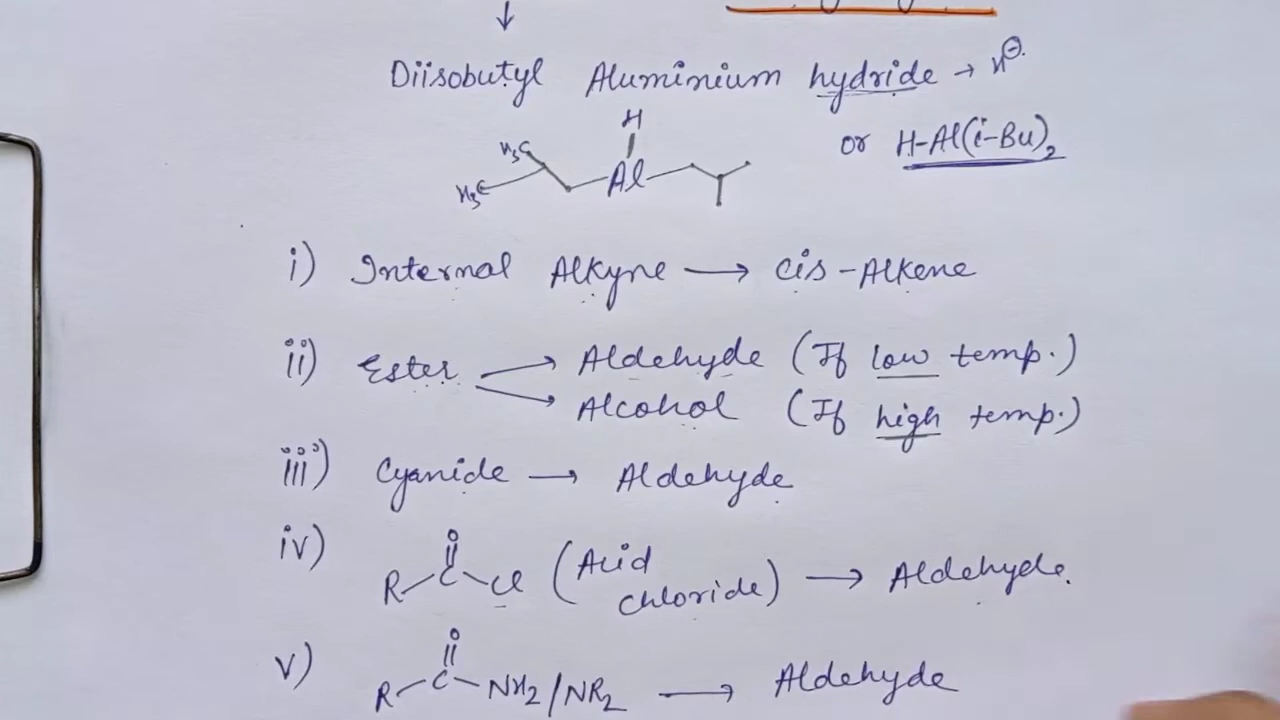 ↓
Diisobutyl Aluminium hydride → H⊖
or H-Al(i-Bu)2
H
H3C
H3C Al
i) Internal Alkyne → cis-Alkene
ii) Ester → Aldehyde (If low temp.)
→ Alcohol (If high temp.)
iii) Cyanide → Aldehyde
iv) R-C(=O)-Cl (Acid chloride) → Aldehyde.
v) R-C(=O)-NH2/NR2 → Aldehyde